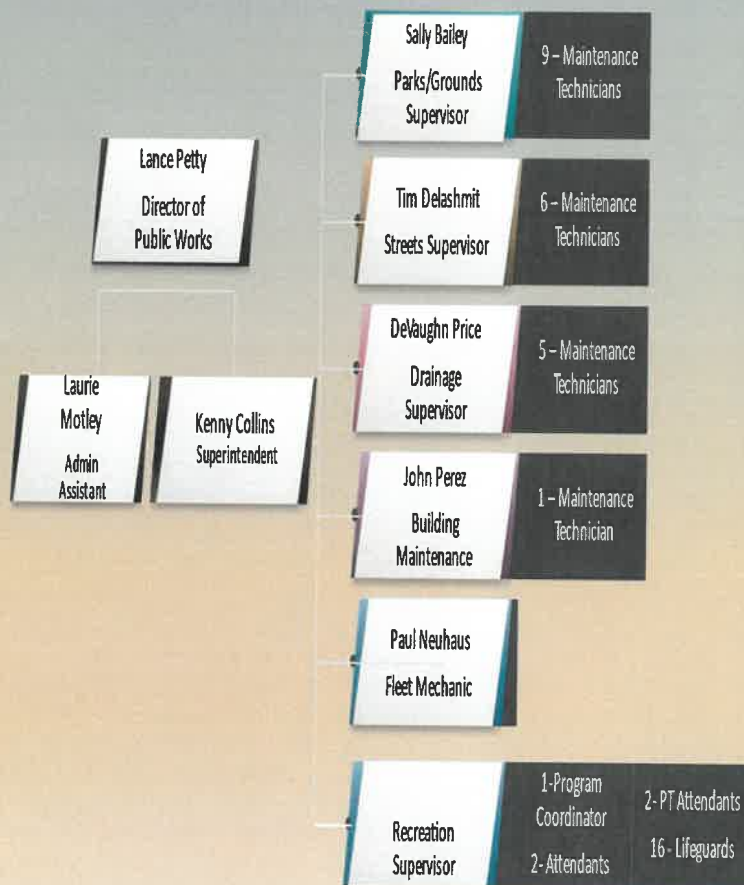 Lance Petty
Director of
Public Works
Laurie
Motley
Admin
Assistant
Kenny Collins
Superintendent
Sally Bailey
Parks/Grounds
Supervisor
9 – Maintenance
Technicians
Tim Delashmit
Streets Supervisor
6 – Maintenance
Technicians
DeVaughn Price
Drainage
Supervisor
5 – Maintenance
Technicians
John Perez
Building
Maintenance
1 – Maintenance
Technician
Paul Neuhaus
Fleet Mechanic
Recreation
Supervisor
1-Program
Coordinator
2- Attendants
2- PT Attendants
16 - Lifeguards